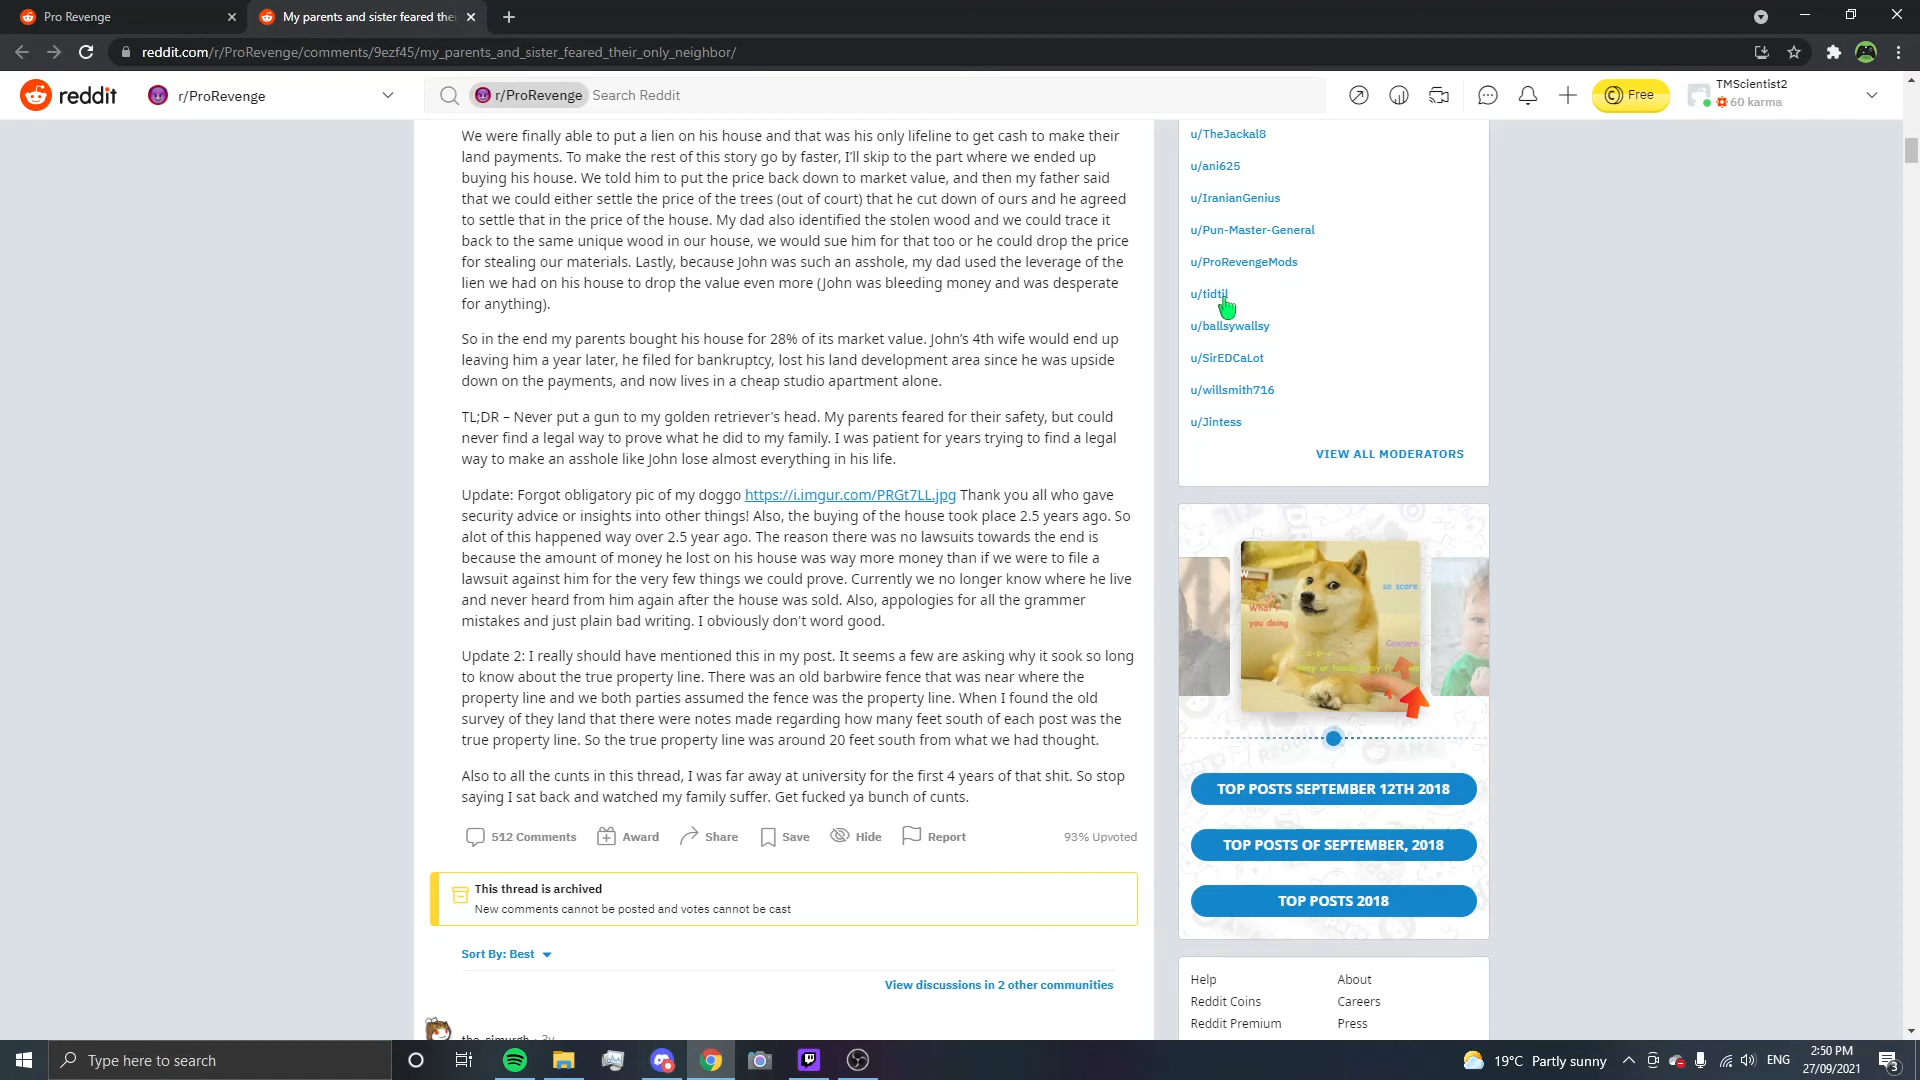 Pro Revenge
My parents and sister feared thei
reddit.com/r/ProRevenge/comments/9ezf45/my_parents_and_sister_feared_their_only_neighbor/
reddit
r/ProRevenge
r/ProRevenge Search Reddit
Free
TMScientist2
60 karma
We were finally able to put a lien on his house and that was his only lifeline to get cash to make their
land payments. To make the rest of this story go by faster, I'll skip to the part where we ended up
buying his house. We told him to put the price back down to market value, and then my father said
that we could either settle the price of the trees (out of court) that he cut down of ours and he agreed
to settle that in the price of the house. My dad also identified the stolen wood and we could trace it
back to the same unique wood in our house, we would sue him for that too or he could drop the price
for stealing our materials. Lastly, because John was such an asshole, my dad used the leverage of the
lien we had on his house to drop the value even more (John was bleeding money and was desperate
for anything).
So in the end my parents bought his house for 28% of its market value. John's 4th wife would end up
leaving him a year later, he filed for bankruptcy, lost his land development area since he was upside
down on the payments, and now lives in a cheap studio apartment alone.
TL;DR – Never put a gun to my golden retriever's head. My parents feared for their safety, but could
never find a legal way to prove what he did to my family. I was patient for years trying to find a legal
way to make an asshole like John lose almost everything in his life.
Update: Forgot obligatory pic of my doggo https://i.imgur.com/PRGt7LL.jpg Thank you all who gave
security advice or insights into other things! Also, the buying of the house took place 2.5 years ago. So
alot of this happened way over 2.5 year ago. The reason there was no lawsuits towards the end is
because the amount of money he lost on his house was way more money than if we were to file a
lawsuit against him for the very few things we could prove. Currently we no longer know where he live
and never heard from him again after the house was sold. Also, appologies for all the grammer
mistakes and just plain bad writing. I obviously don't word good.
Update 2: I really should have mentioned this in my post. It seems a few are asking why it sook so long
to know about the true property line. There was an old barbwire fence that was near where the
property line and we both parties assumed the fence was the property line. When I found the old
survey of they land that there were notes made regarding how many feet south of each post was the
true property line. So the true property line was around 20 feet south from what we had thought.
Also to all the cunts in this thread, I was far away at university for the first 4 years of that shit. So stop
saying I sat back and watched my family suffer. Get fucked ya bunch of cunts.
512 Comments Award Share Save Hide Report 93% Upvoted
This thread is archived
New comments cannot be posted and votes cannot be cast
Sort By: Best
View discussions in 2 other communities
the_simurgh · 3y
u/TheJackal8
u/ani625
u/IranianGenius
u/Pun-Master-General
u/ProRevengeMods
u/tidtil
u/ballsywallsy
u/SirEDCaLot
u/willsmith716
u/Jintess
VIEW ALL MODERATORS
so scare
What
you doing
Concern
TOP POSTS SEPTEMBER 12TH 2018
TOP POSTS OF SEPTEMBER, 2018
TOP POSTS 2018
Help About
Reddit Coins Careers
Reddit Premium Press
Type here to search
19°C Partly sunny
ENG
2:50 PM
27/09/2021
3